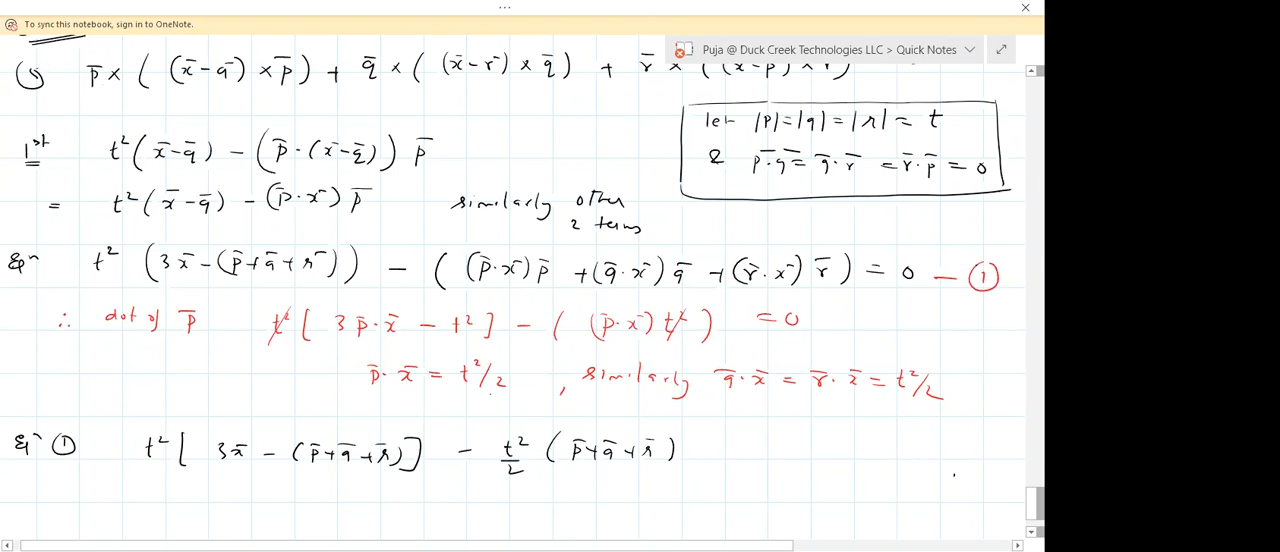 To sync this notebook, sign in to OneNote.
Puja @ Duck Creek Technologies LLC > Quick Notes
p̄ × ( (x̄ - q̄) × p̄ ) + q̄ × ( (x̄ - r̄) × q̄ ) + r̄ × ( (x̄ - p̄) × r̄ )
let |p| = |q| = |r| = t
& p̄·q̄ = q̄·r̄ = r̄·p̄ = 0
1st t² ( x̄ - q̄ ) - ( p̄ · (x̄ - q̄) ) p̄
= t² ( x̄ - q̄ ) - (p̄·x̄) p̄ similarly other 2 terms
Eqn t² ( 3x̄ - (p̄ + q̄ + r̄) ) - ( (p̄·x̄) p̄ + (q̄·x̄) q̄ + (r̄·x̄) r̄ ) = 0 — ①
∴ dot of p̄ t² [ 3 p̄·x̄ - t² ] - ( (p̄·x̄) t² ) = 0
p̄·x̄ = t²/2 , similarly q̄·x̄ = r̄·x̄ = t²/2
Eqn ① t² [ 3x̄ - (p̄ + q̄ + r̄) ] - t²/2 ( p̄ + q̄ + r̄ )